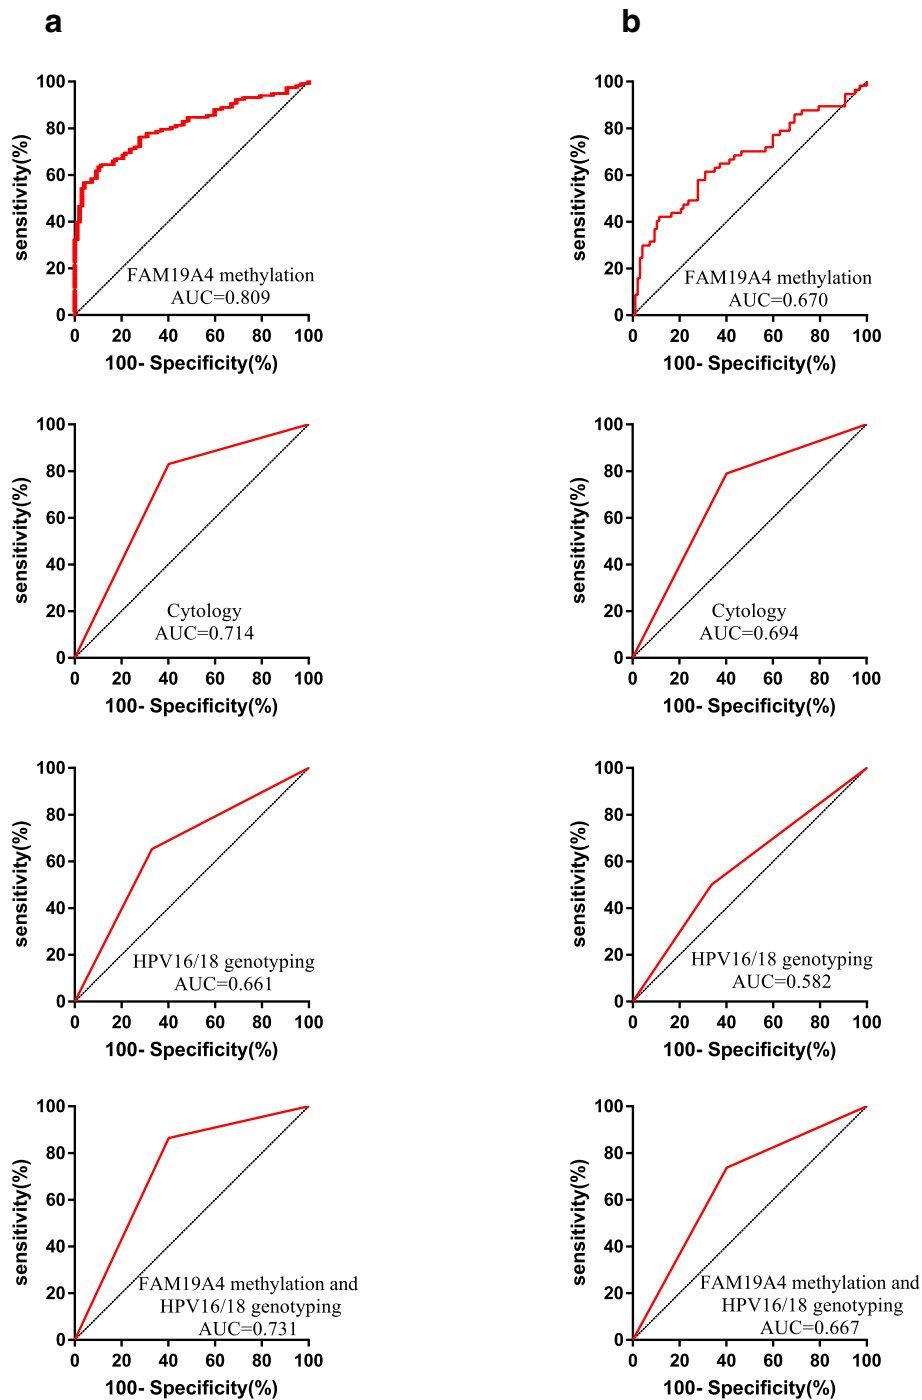 a
100
80
60
40
20
0
sensitivity(%)
FAM19A4 methylation
AUC=0.809
0 20 40 60 80 100
100- Specificity(%)
b
100
80
60
40
20
0
sensitivity(%)
FAM19A4 methylation
AUC=0.670
0 20 40 60 80 100
100- Specificity(%)
100
80
60
40
20
0
sensitivity(%)
Cytology
AUC=0.714
0 20 40 60 80 100
100- Specificity(%)
100
80
60
40
20
0
sensitivity(%)
Cytology
AUC=0.694
0 20 40 60 80 100
100- Specificity(%)
100
80
60
40
20
0
sensitivity(%)
HPV16/18 genotyping
AUC=0.661
0 20 40 60 80 100
100- Specificity(%)
100
80
60
40
20
0
sensitivity(%)
HPV16/18 genotyping
AUC=0.582
0 20 40 60 80 100
100- Specificity(%)
100
80
60
40
20
0
sensitivity(%)
FAM19A4 methylation and
HPV16/18 genotyping
AUC=0.731
0 20 40 60 80 100
100- Specificity(%)
100
80
60
40
20
0
sensitivity(%)
FAM19A4 methylation and
HPV16/18 genotyping
AUC=0.667
0 20 40 60 80 100
100- Specificity(%)